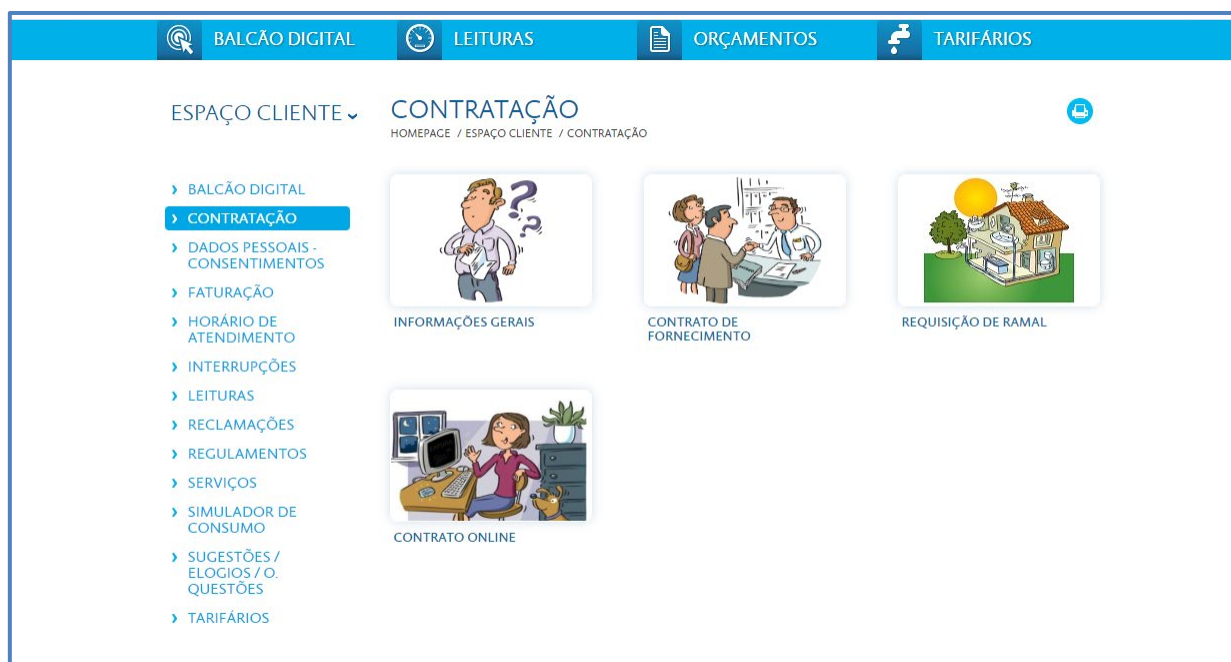 BALCÃO DIGITAL
LEITURAS
ORÇAMENTOS
TARIFÁRIOS
ESPAÇO CLIENTE
CONTRATAÇÃO
HOMEPAGE / ESPAÇO CLIENTE / CONTRATAÇÃO
BALCÃO DIGITAL
CONTRATAÇÃO
DADOS PESSOAIS -
CONSENTIMENTOS
FATURAÇÃO
HORÁRIO DE
ATENDIMENTO
INTERRUPÇÕES
LEITURAS
RECLAMAÇÕES
REGULAMENTOS
SERVIÇOS
SIMULADOR DE
CONSUMO
SUGESTÕES /
ELOGIOS / O.
QUESTÕES
TARIFÁRIOS
???
INFORMAÇÕES GERAIS
CONTRATO DE
FORNECIMENTO
REQUISIÇÃO DE RAMAL
CONTRATO ONLINE